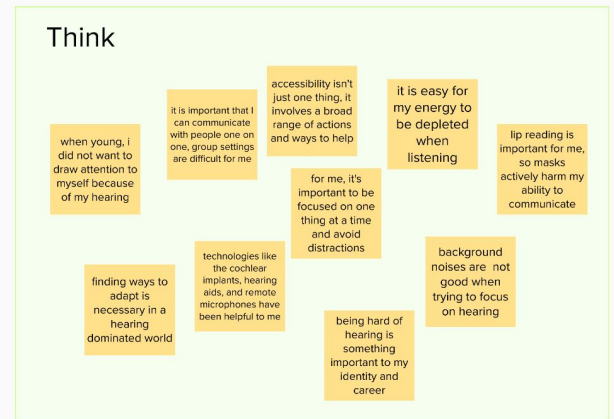 Think
when young, i
did not want to
draw attention to
myself because
of my hearing
it is important that I
can communicate
with people one on
one, group settings
are difficult for me
accessibility isn't
just one thing, it
involves a broad
range of actions
and ways to help
it is easy for
my energy to
be depleted
when
listening
lip reading is
important for me,
so masks
actively harm my
ability to
communicate
for me, it's
important to be
focused on one
thing at a time
and avoid
distractions
finding ways to
adapt is
necessary in a
hearing
dominated world
technologies like
the cochlear
implants, hearing
aids, and remote
microphones have
been helpful to me
being hard of
hearing is
something
important to my
identity and
career
background
noises are not
good when
trying to focus
on hearing